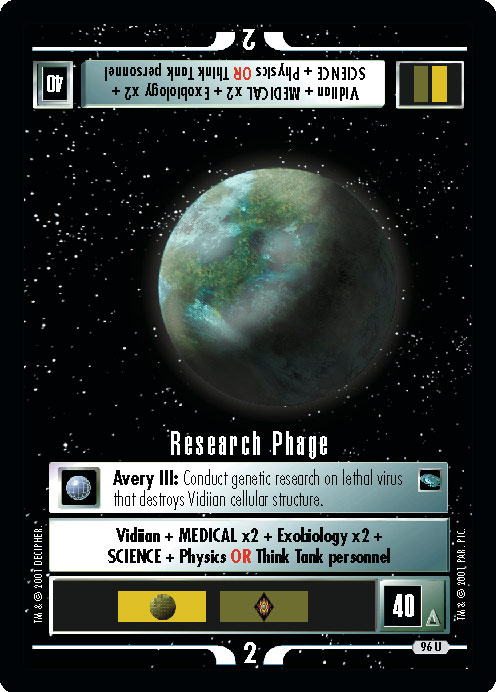 2
Vidiian + MEDICAL x2 + Exobiology x2 +
SCIENCE + Physics OR Think Tank personnel
40
Research Phage
Avery III: Conduct genetic research on lethal virus
that destroys Vidiian cellular structure.
Vidiian + MEDICAL x2 + Exobiology x2 +
SCIENCE + Physics OR Think Tank personnel
40
TM & © 2001 DECIPHER.
TM & © 2001, PAR. PIC.
96 U
2